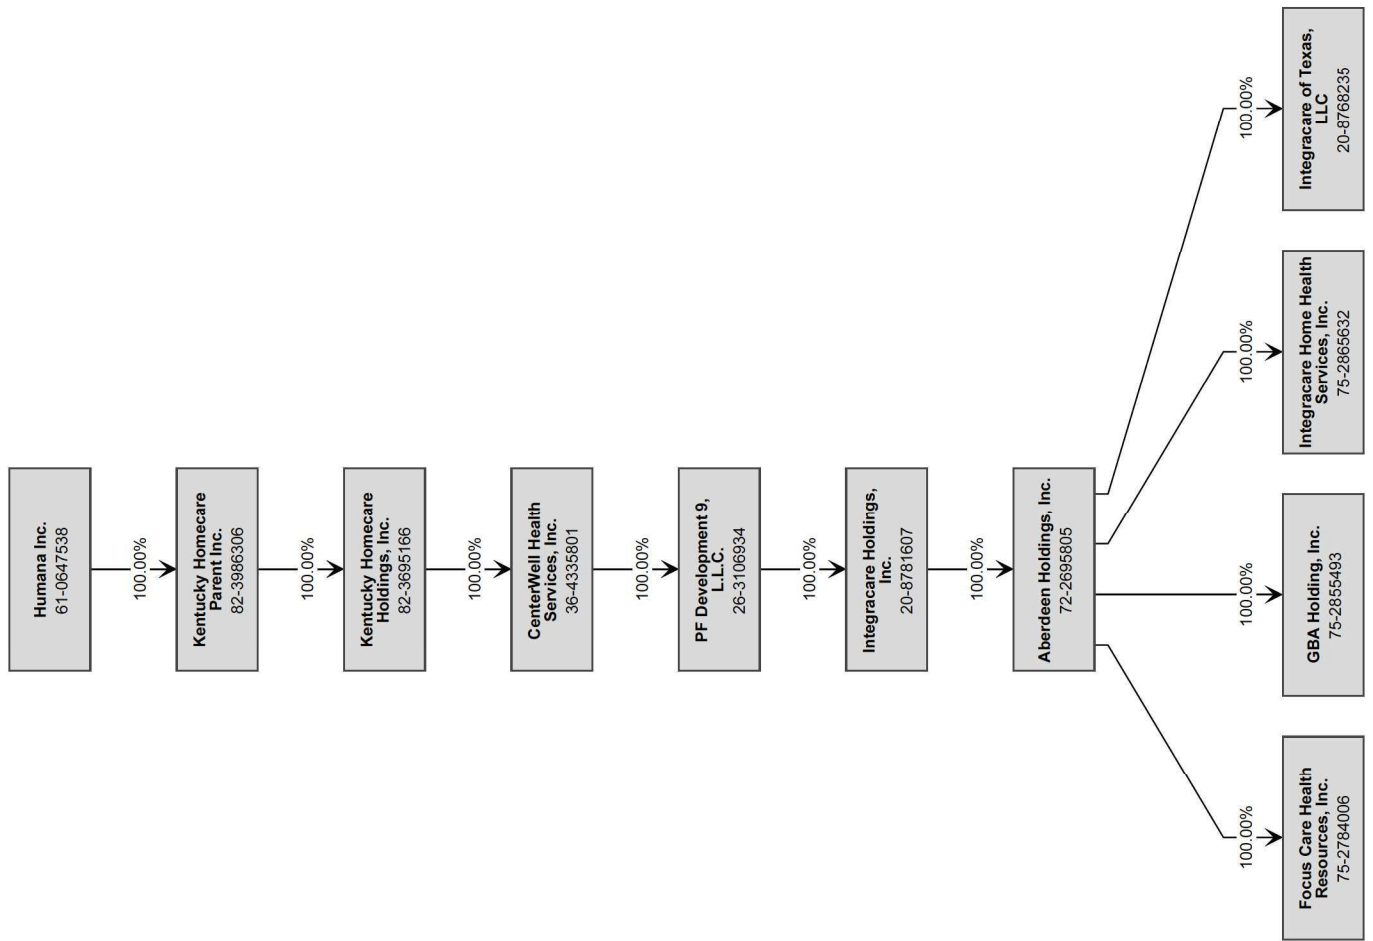 Humana Inc.
61-0647538
100.00%
Kentucky Homecare
Parent Inc.
82-3986306
100.00%
Kentucky Homecare
Holdings, Inc.
82-3695166
100.00%
CenterWell Health
Services, Inc.
36-4335801
100.00%
PF Development 9,
L.L.C.
26-3106934
100.00%
Integracare Holdings,
Inc.
20-8781607
100.00%
Aberdeen Holdings, Inc.
72-2695805
100.00%
100.00%
100.00%
100.00%
Focus Care Health
Resources, Inc.
75-2784006
GBA Holding, Inc.
75-2855493
Integracare Home Health
Services, Inc.
75-2865632
Integracare of Texas,
LLC
20-8768235